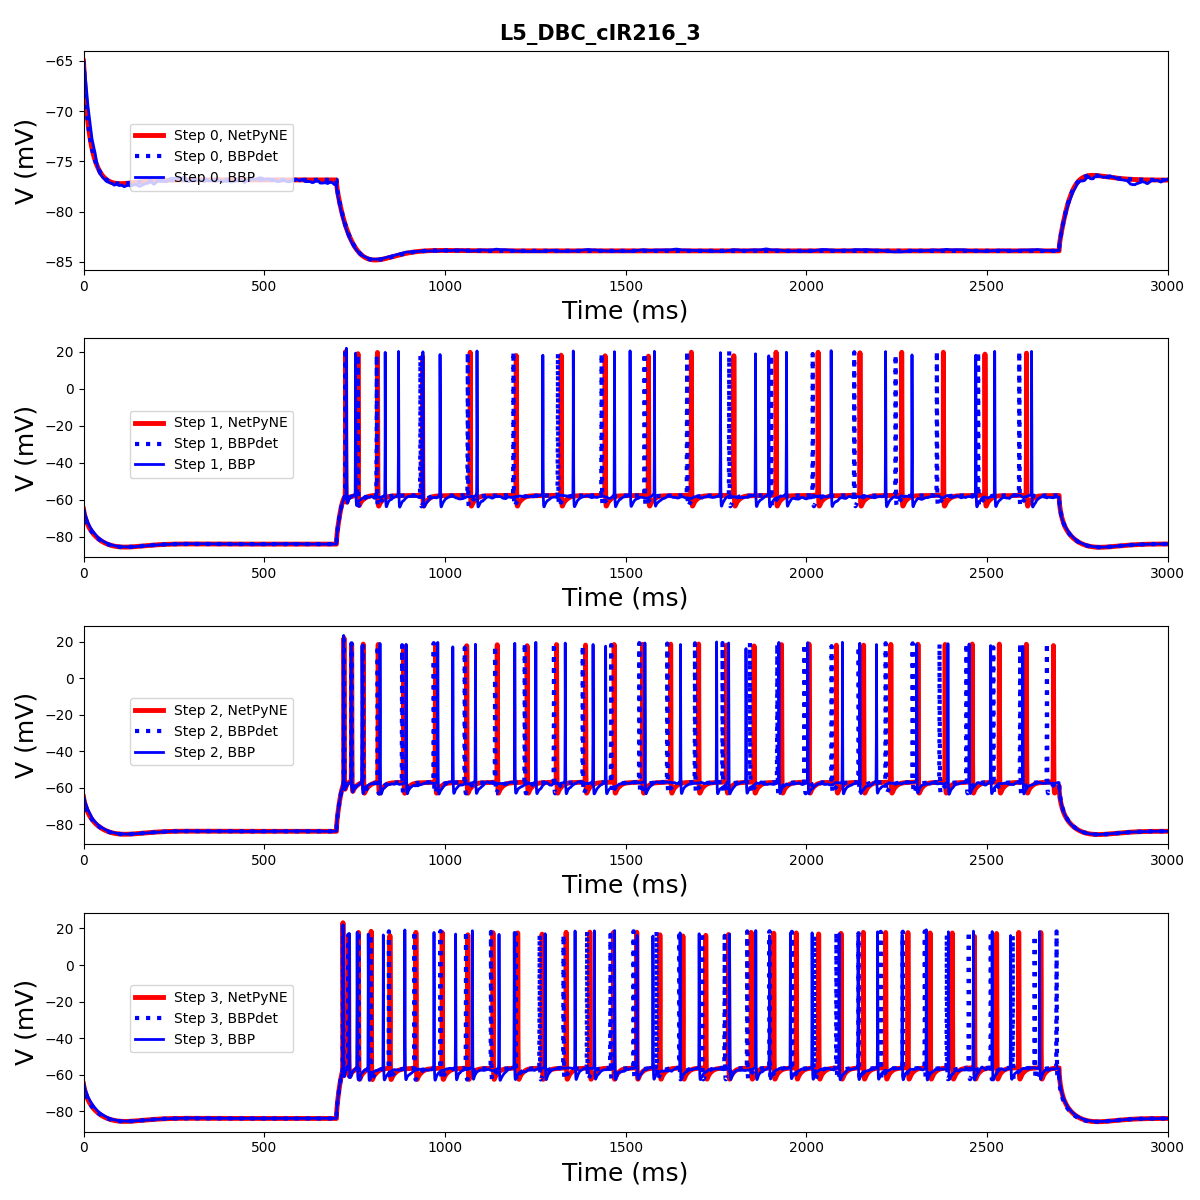 L5_DBC_cIR216_3
V (mV)
−65
−70
−75
−80
−85
Step 0, NetPyNE
Step 0, BBPdet
Step 0, BBP
0 500 1000 1500 2000 2500 3000
Time (ms)
V (mV)
20
0
−20
−40
−60
−80
Step 1, NetPyNE
Step 1, BBPdet
Step 1, BBP
0 500 1000 1500 2000 2500 3000
Time (ms)
V (mV)
20
0
−20
−40
−60
−80
Step 2, NetPyNE
Step 2, BBPdet
Step 2, BBP
0 500 1000 1500 2000 2500 3000
Time (ms)
V (mV)
20
0
−20
−40
−60
−80
Step 3, NetPyNE
Step 3, BBPdet
Step 3, BBP
0 500 1000 1500 2000 2500 3000
Time (ms)